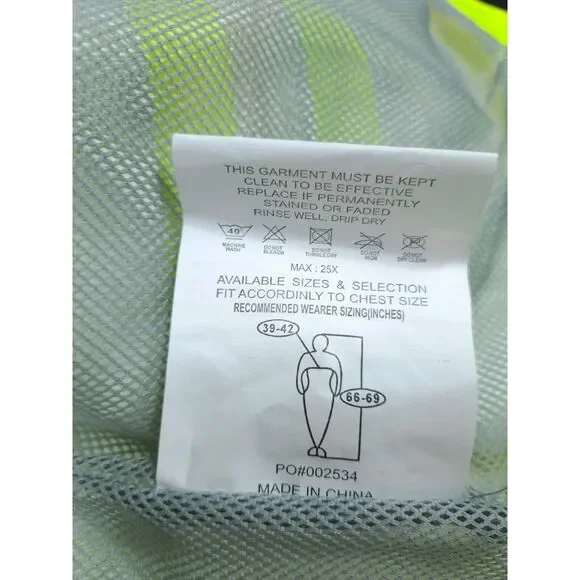 THIS GARMENT MUST BE KEPT
CLEAN TO BE EFFECTIVE
REPLACE IF PERMANENTLY
STAINED OR FADED
RINSE WELL, DRIP DRY
40
MACHINE WASH
DO NOT BLEACH
DO NOT TUMBLE DRY
DO NOT IRON
DO NOT DRY CLEAN
MAX : 25X
AVAILABLE SIZES & SELECTION
FIT ACCORDINLY TO CHEST SIZE
RECOMMENDED WEARER SIZING(INCHES)
39-42
66-69
PO#002534
MADE IN CHINA